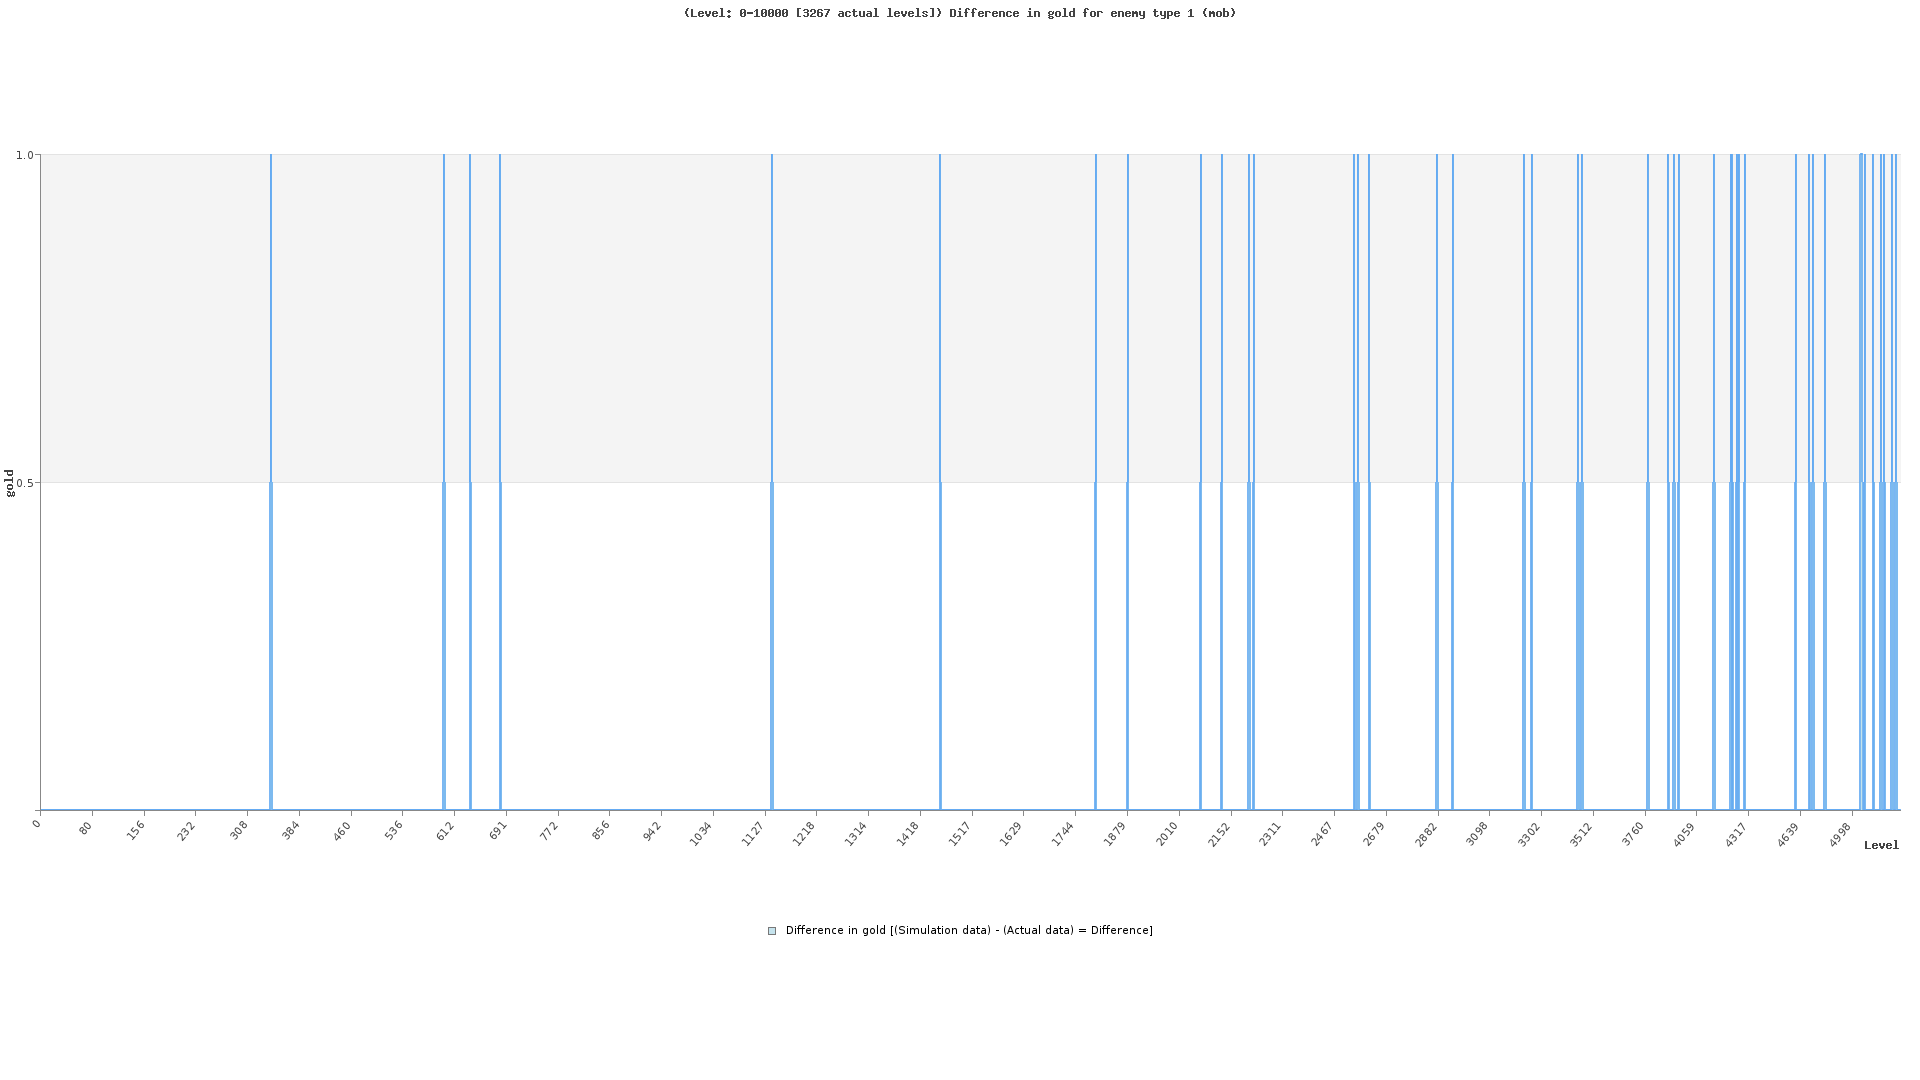 (Level: 0-10000 [3267 actual levels]) Difference in gold for enemy type 1 (mob)
1.0
gold
0.5
0 80 156 232 308 384 460 536 612 691 772 856 942 1034 1127 1218 1314 1418 1517 1629 1744 1879 2010 2152 2311 2467 2679 2882 3098 3302 3512 3760 4059 4317 4639 4998
Level
Difference in gold [(Simulation data) - (Actual data) = Difference]